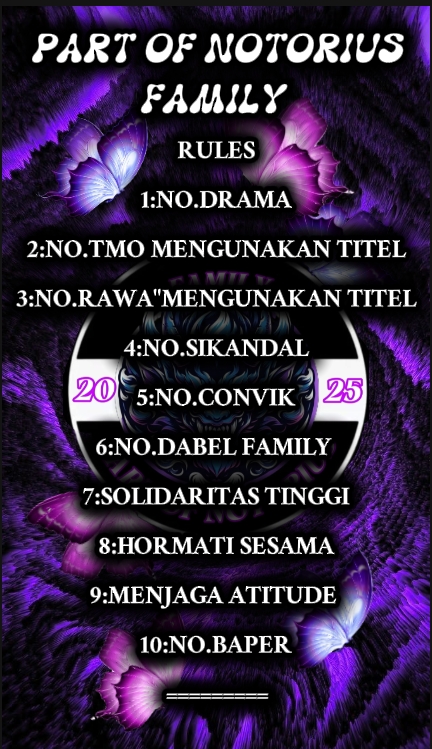 PART OF NOTORIUS
FAMILY
RULES
1:NO.DRAMA
2:NO.TMO MENGUNAKAN TITEL
FAMILY
3:NO.RAWA"MENGUNAKAN TITEL
4:NO.SIKANDAL
20 5:NO.CONVIK 25
6:NO.DABEL FAMILY
7:SOLIDARITAS TINGGI
8:HORMATI SESAMA
9:MENJAGA ATITUDE
10:NO.BAPER
=========